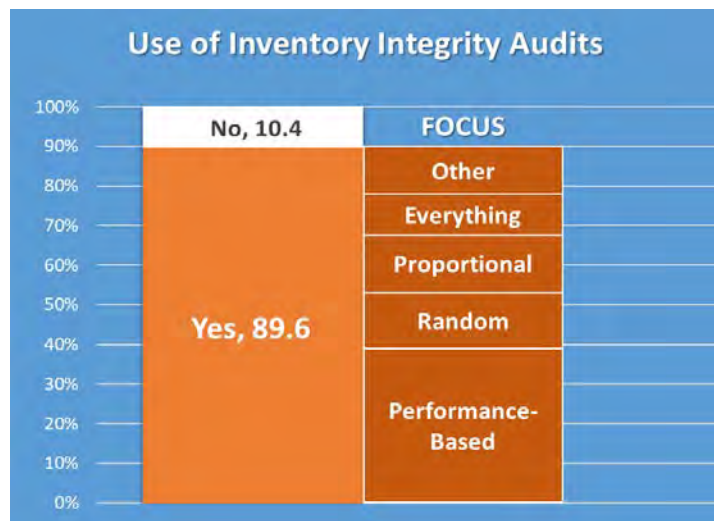 Use of Inventory Integrity Audits
100%
90%
80%
70%
60%
50%
40%
30%
20%
10%
0%
No, 10.4
Yes, 89.6
FOCUS
Other
Everything
Proportional
Random
Performance-
Based